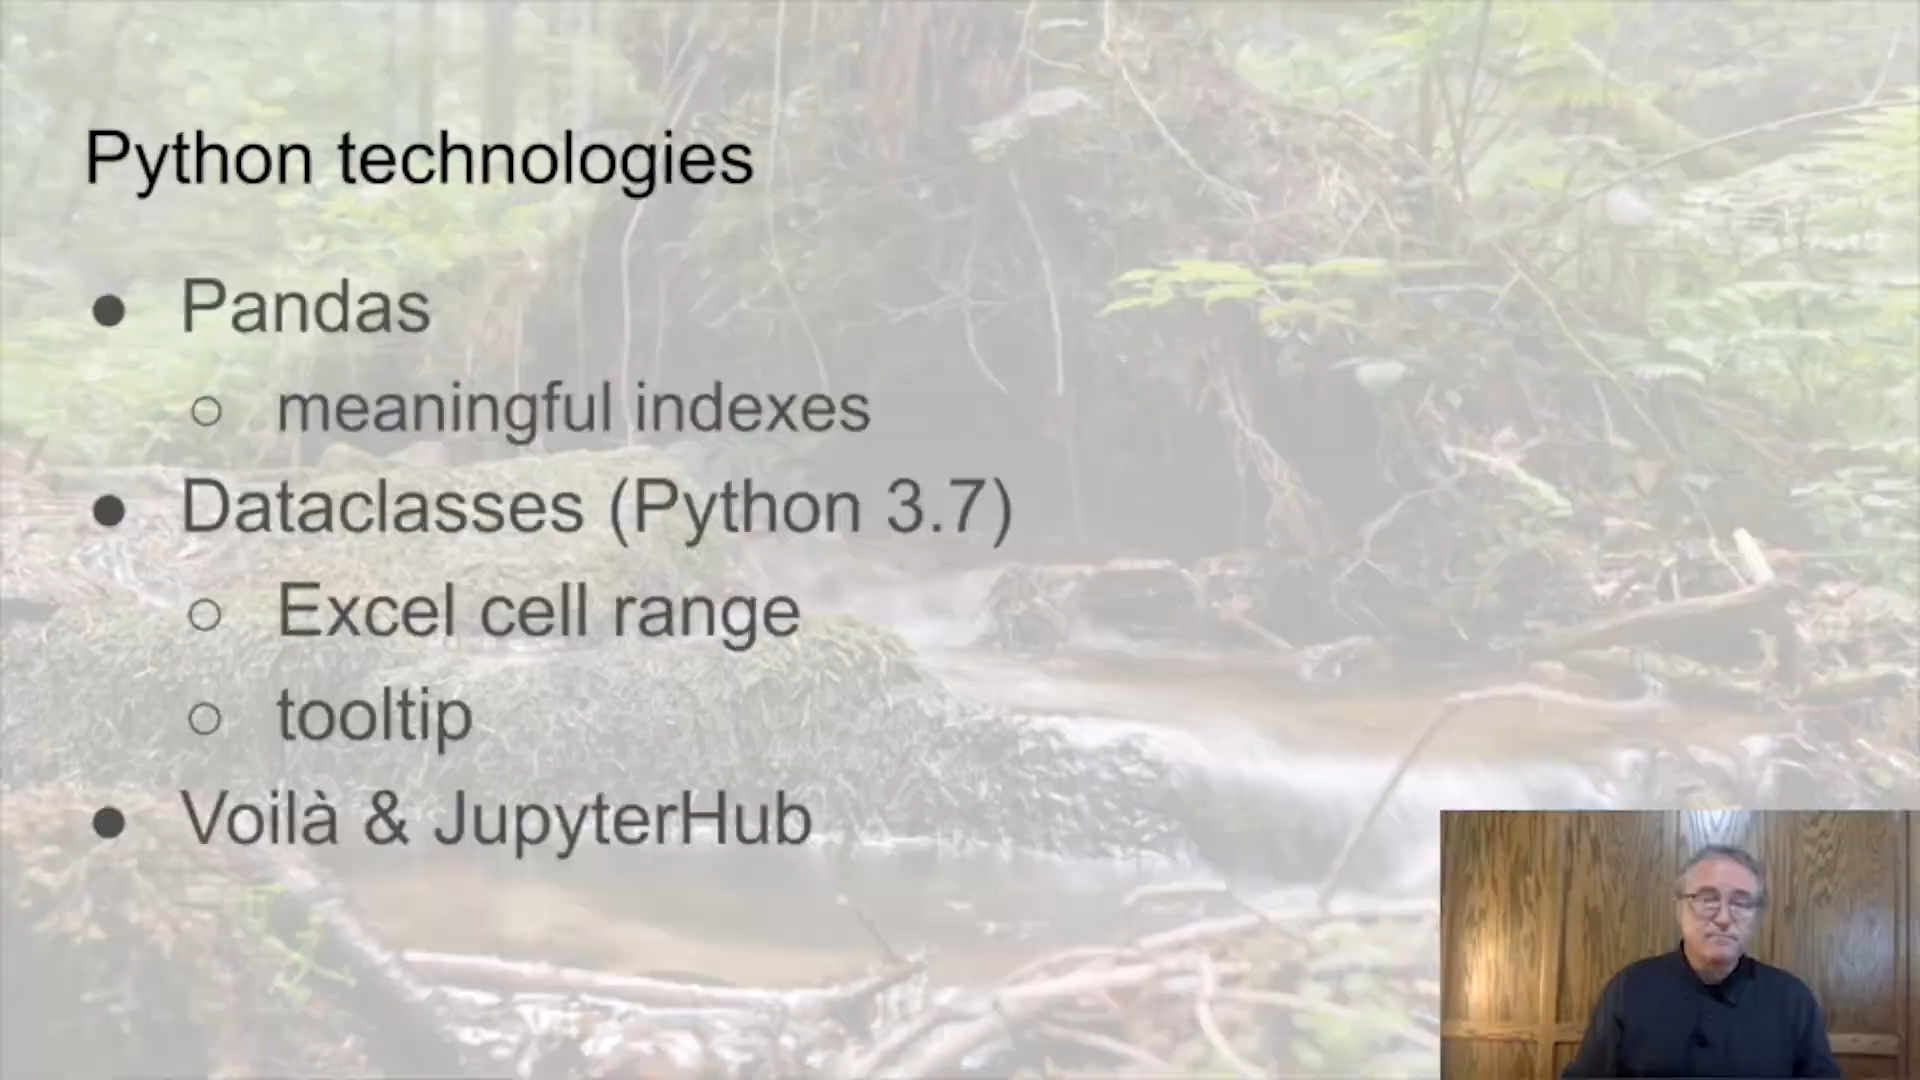 Python technologies
● Pandas
○ meaningful indexes
● Dataclasses (Python 3.7)
○ Excel cell range
○ tooltip
● Voilà & JupyterHub